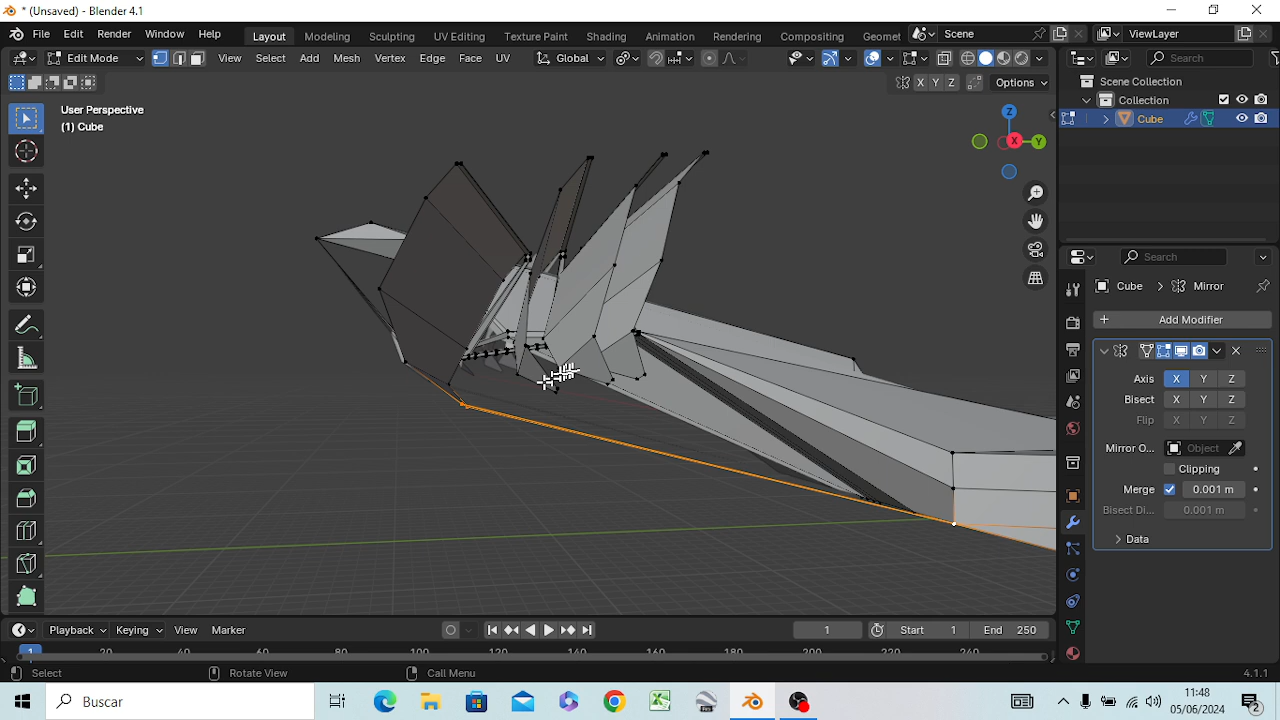 * (Unsaved) - Blender 4.1
File Edit Render Window Help Layout Modeling Sculpting UV Editing Texture Paint Shading Animation Rendering Compositing Geomet Scene ViewLayer
Edit Mode View Select Add Mesh Vertex Edge Face UV Global Search
X Y Z Options
User Perspective
(1) Cube
Scene Collection
Collection
Cube
Z
X Y
Search
Cube Mirror
Add Modifier
Axis X Y Z
Bisect X Y Z
Flip X Y Z
Mirror O... Object
Clipping
Merge 0.001 m
Bisect Di... 0.001 m
Data
Playback Keying View Marker 1 Start 1 End 250
1 20 40 60 80 100 120 140 160 180 200 220 240
Select Rotate View Call Menu 4.1.1
Buscar
11:48
05/06/2024
2